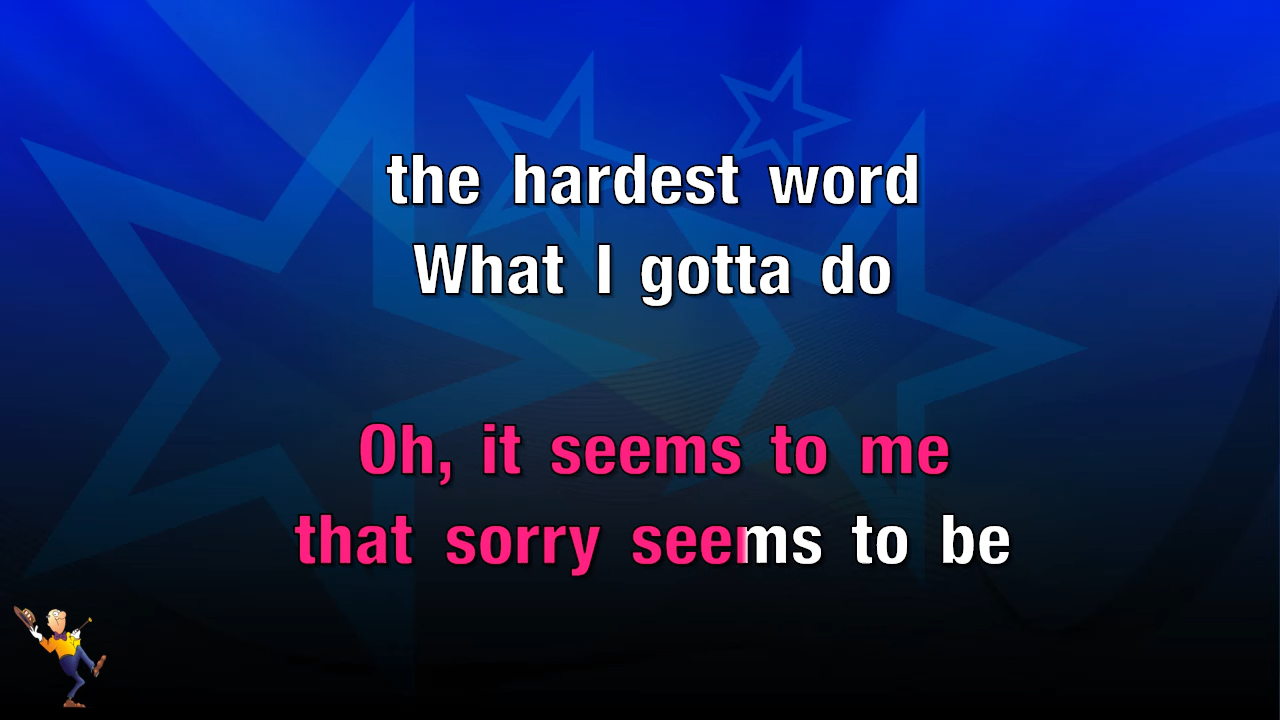 the hardest word
What I gotta do
Oh, it seems to me
that sorry seems to be